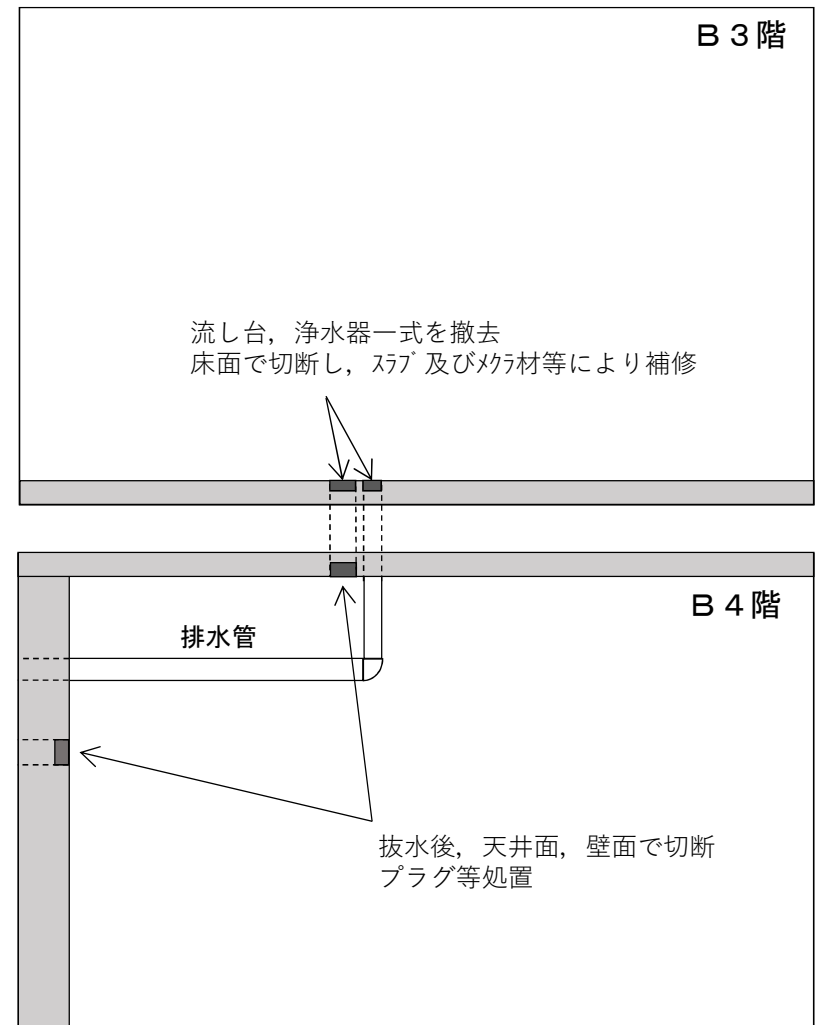 Ｂ３階
流し台，浄水器一式を撤去
床面で切断し，ｽﾗﾌﾞ及びﾒｸﾗ材等により補修
Ｂ４階
排水管
抜水後，天井面，壁面で切断
プラグ等処置